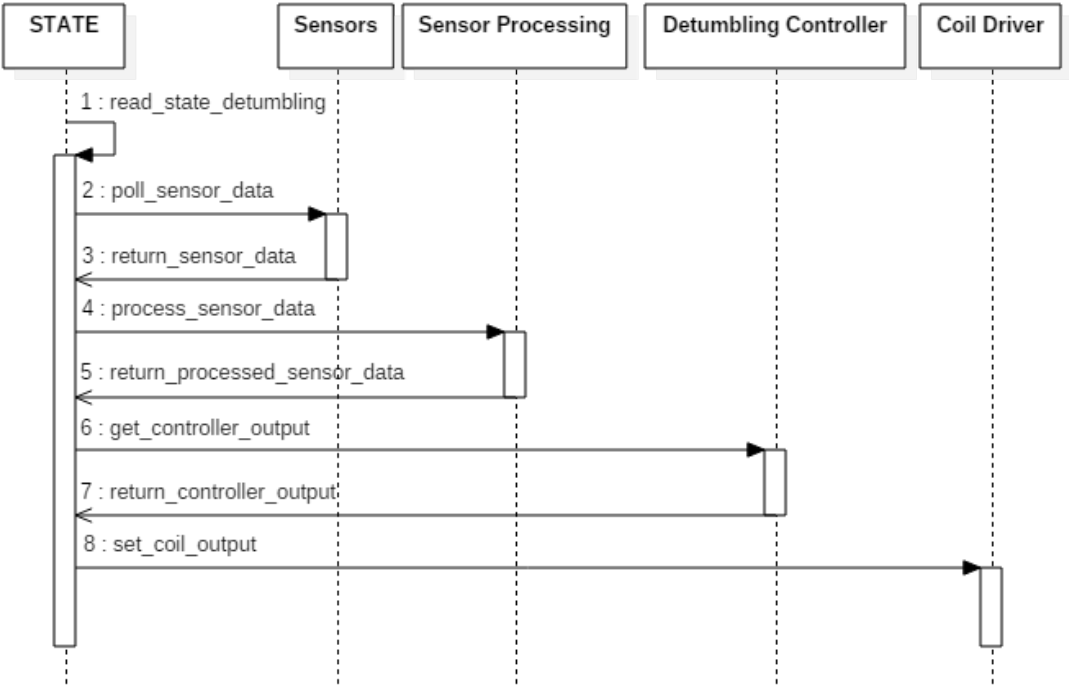 STATE
Sensors
Sensor Processing
Detumbling Controller
Coil Driver
1 : read_state_detumbling
2 : poll_sensor_data
3 : return_sensor_data
4 : process_sensor_data
5 : return_processed_sensor_data
6 : get_controller_output
7 : return_controller_output
8 : set_coil_output